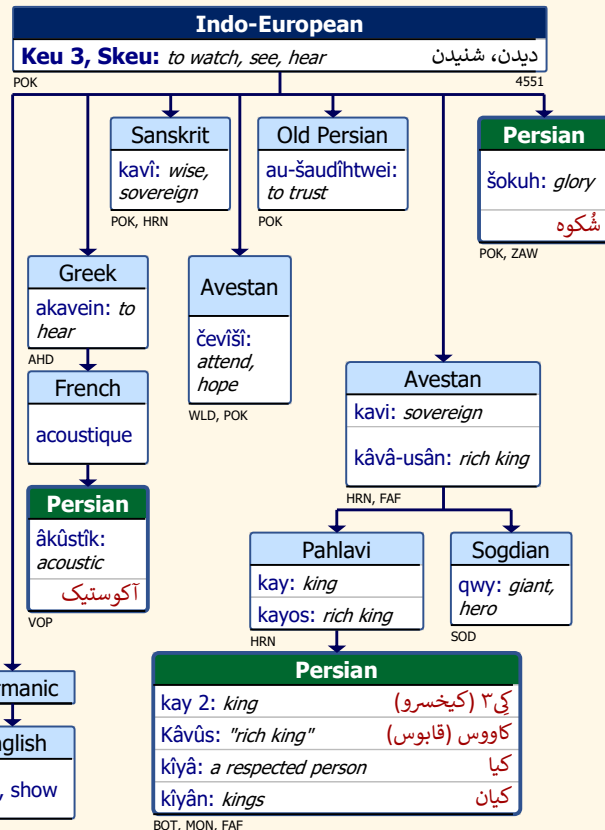 Indo-European
Keu 3, Skeu: to watch, see, hear دیدن، شنیدن
POK 4551
Sanskrit
kavî: wise,
sovereign
POK, HRN
Old Persian
au-šaudîhtwei:
to trust
POK
Persian
šokuh: glory
شُکوه
POK, ZAW
Greek
akavein: to
hear
AHD
Avestan
čevîšî:
attend,
hope
WLD, POK
French
acoustique
Persian
âkûstîk:
acoustic
آکوستیک
VOP
Avestan
kavi: sovereign
kâvâ-usân: rich king
HRN, FAF
Pahlavi
kay: king
kayos: rich king
HRN
Sogdian
qwy: giant,
hero
SOD
Persian
kay 2: king کِی۳ (کیخسرو)
Kâvûs: "rich king" کاووس (قابوس)
kîyâ: a respected person کیا
kîyân: kings کیان
BOT, MON, FAF
rmanic
glish
, show